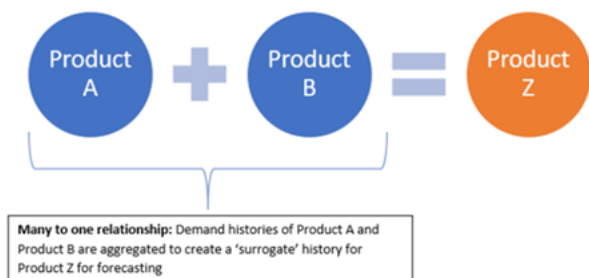 Product
A
Product
B
Product
Z
Many to one relationship: Demand histories of Product A and
Product B are aggregated to create a 'surrogate' history for
Product Z for forecasting